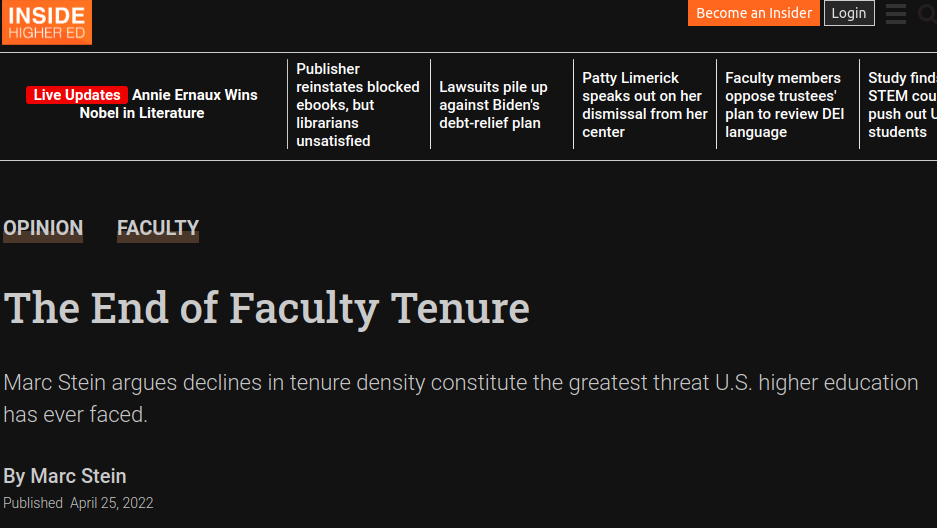 INSIDE
HIGHER ED
Become an Insider
Login
Live Updates Annie Ernaux Wins
Nobel in Literature
Publisher
reinstates blocked
ebooks, but
librarians
unsatisfied
Lawsuits pile up
against Biden's
debt-relief plan
Patty Limerick
speaks out on her
dismissal from her
center
Faculty members
oppose trustees'
plan to review DEI
language
Study find
STEM cou
push out U
students
OPINION
FACULTY
The End of Faculty Tenure
Marc Stein argues declines in tenure density constitute the greatest threat U.S. higher education
has ever faced.
By Marc Stein
Published April 25, 2022